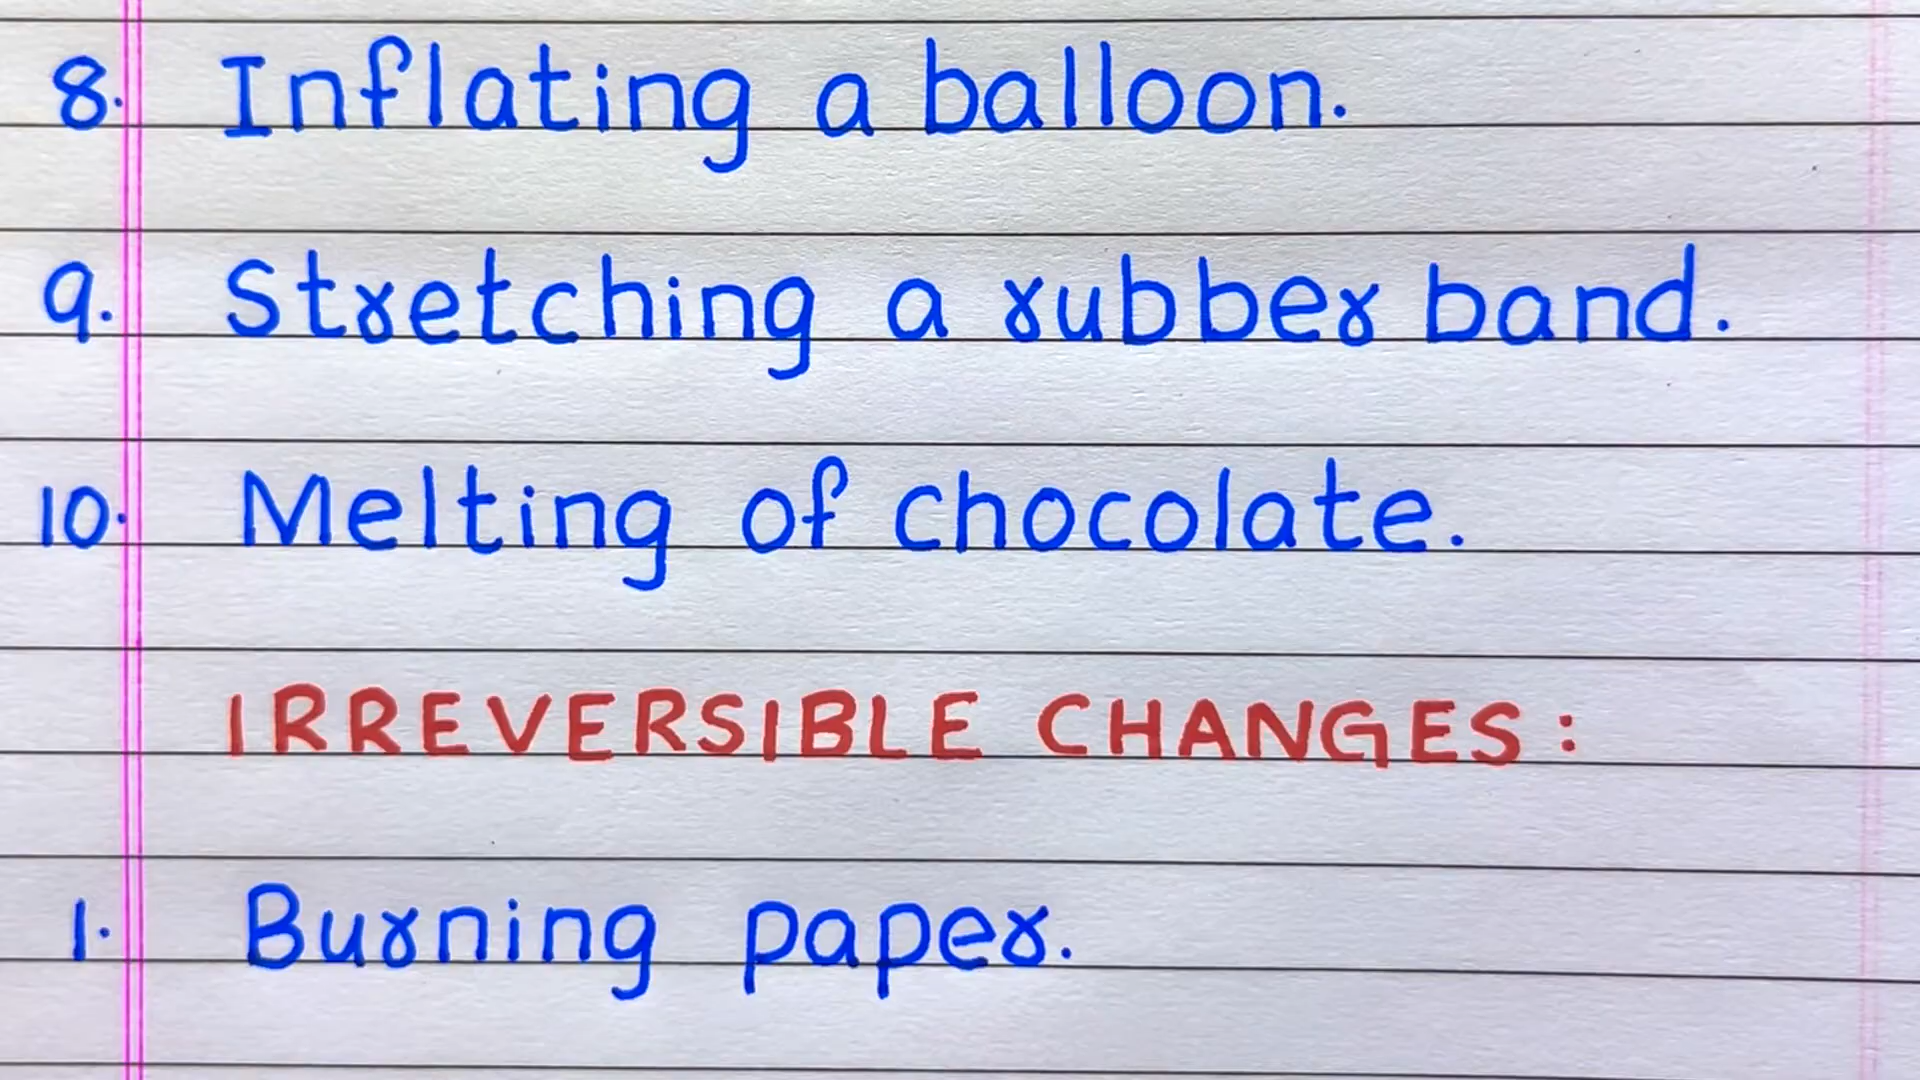 8. Inflating a balloon.
9. Stretching a rubber band.
10. Melting of chocolate.
IRREVERSIBLE CHANGES:
1. Burning paper.